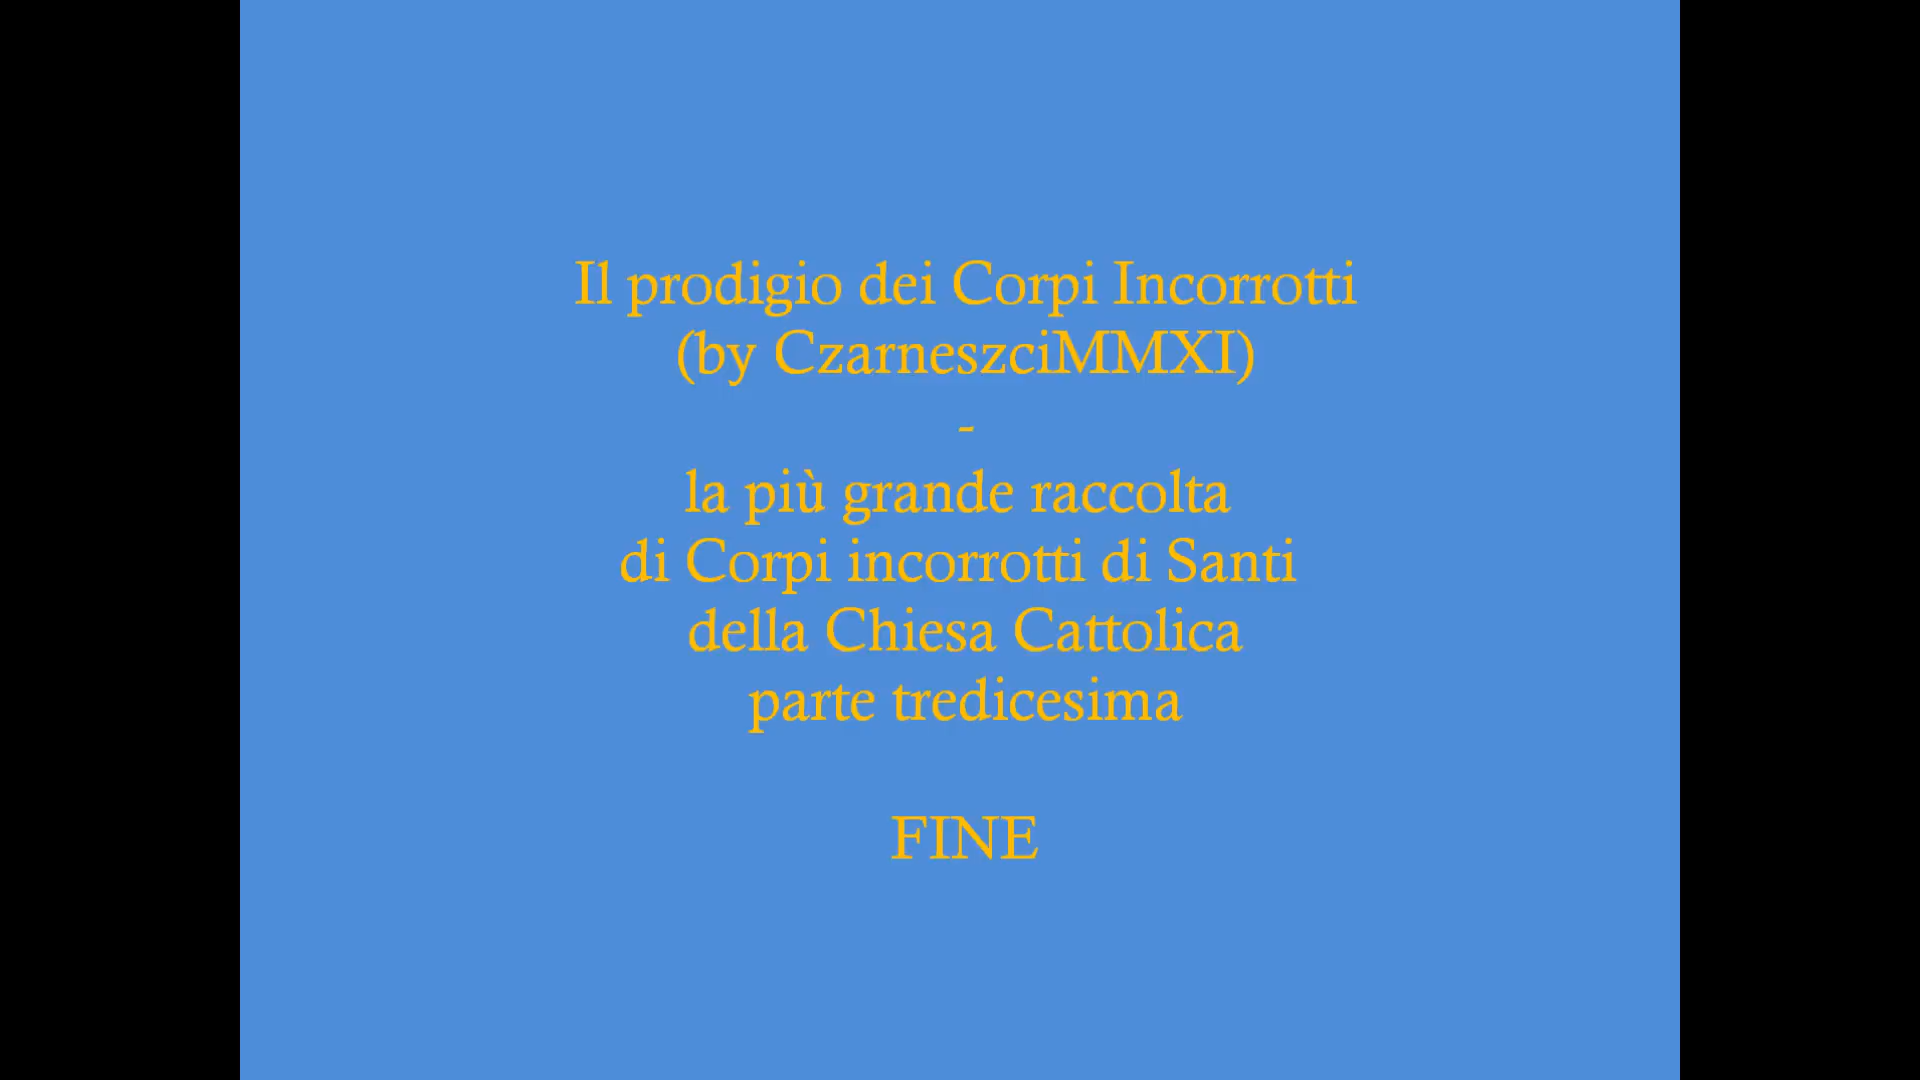 Il prodigio dei Corpi Incorrotti
(by CzarneszciMMXI)
-
la più grande raccolta
di Corpi incorrotti di Santi
della Chiesa Cattolica
parte tredicesima
FINE